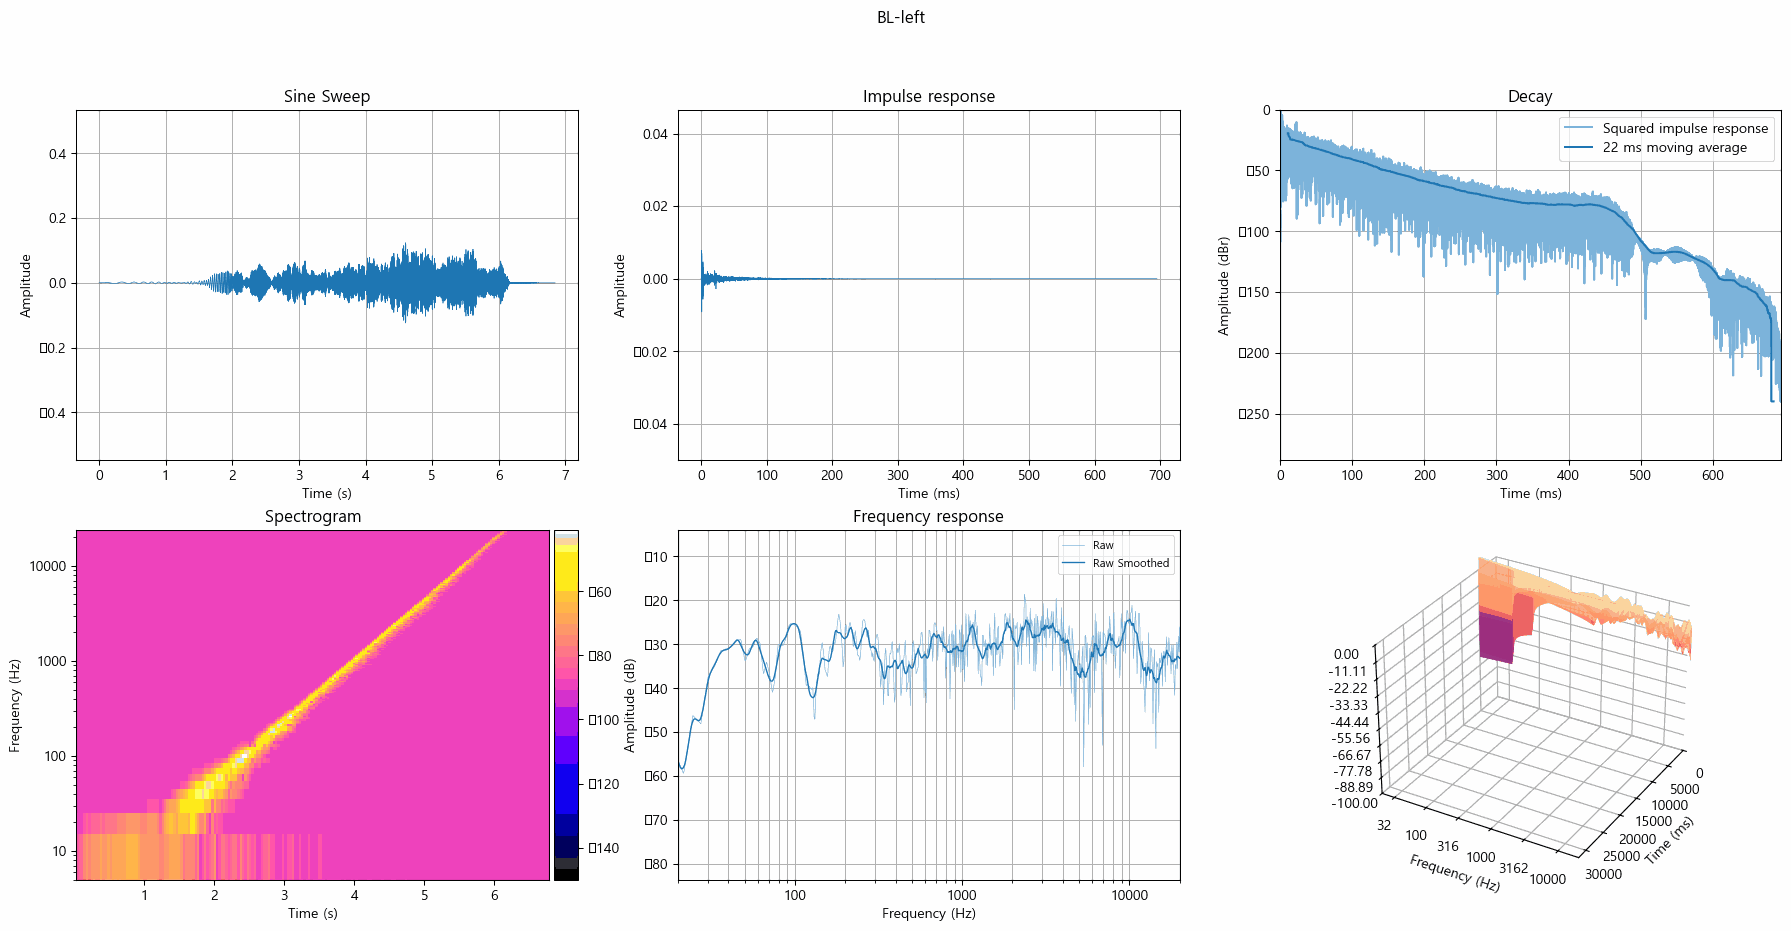 BL-left
Sine Sweep
Amplitude
0.4
0.2
0.0
▯0.2
▯0.4
0 1 2 3 4 5 6 7
Time (s)
Impulse response
Amplitude
0.04
0.02
0.00
▯0.02
▯0.04
0 100 200 300 400 500 600 700
Time (ms)
Decay
Squared impulse response
22 ms moving average
Amplitude (dBr)
0
▯50
▯100
▯150
▯200
▯250
0 100 200 300 400 500 600
Time (ms)
Spectrogram
Frequency (Hz)
10000
1000
100
10
1 2 3 4 5 6
Time (s)
▯60
▯80
▯100
▯120
▯140
Frequency response
Raw
Raw Smoothed
Amplitude (dB)
▯10
▯20
▯30
▯40
▯50
▯60
▯70
▯80
100 1000 10000
Frequency (Hz)
0.00
-11.11
-22.22
-33.33
-44.44
-55.56
-66.67
-77.78
-88.89
-100.00
32 100 316 1000 3162 10000
Frequency (Hz)
0
5000
10000
15000
20000
25000
30000
Time (ms)